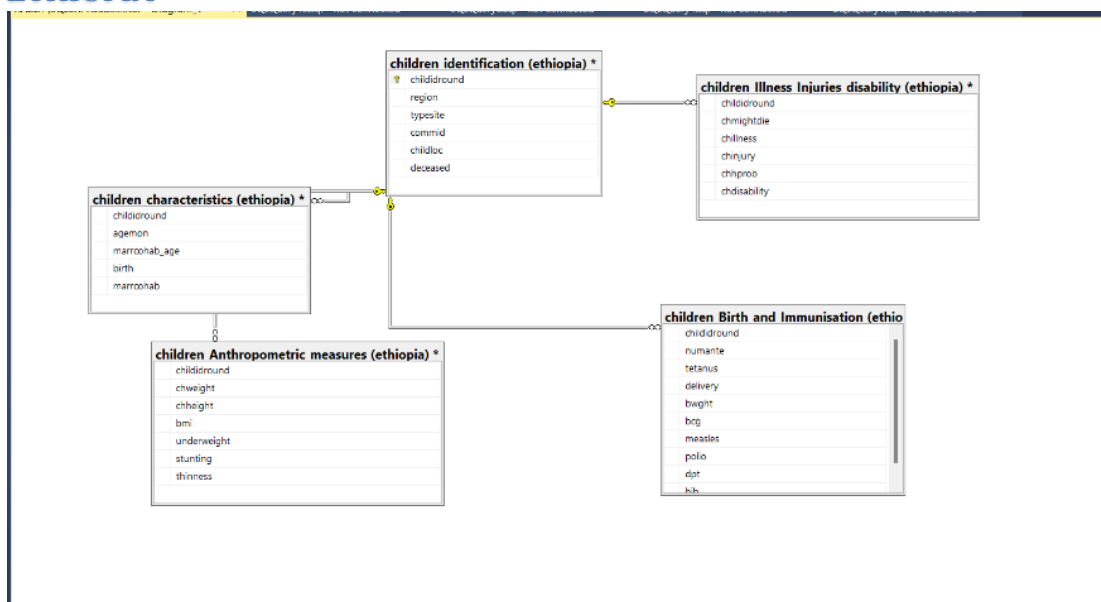 children identification (ethiopia) *
childidround
region
typesite
commid
childloc
deceased
children Illness Injuries disability (ethiopia) *
childidround
chmightdie
chillness
chinjury
chhprob
chdisability
children characteristics (ethiopia) *
childidround
agemon
marrcohab_age
birth
marrcohab
children Birth and Immunisation (ethio
childidround
numante
tetanus
delivery
bwght
bcg
measles
polio
dpt
hib
children Anthropometric measures (ethiopia) *
childidround
chweight
chheight
bmi
underweight
stunting
thinness